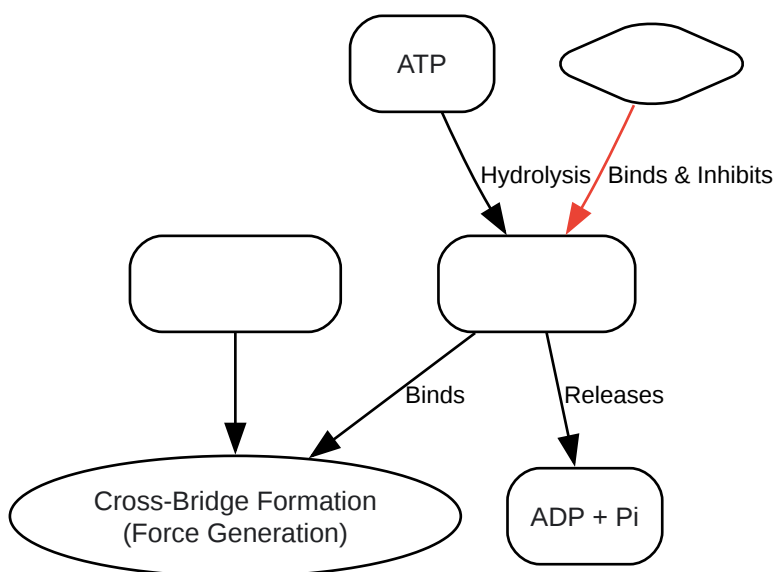 ATP
Hydrolysis
Binds & Inhibits
Binds
Releases
Cross-Bridge Formation
(Force Generation)
ADP + Pi